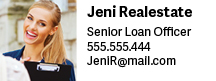 Jeni Realestate
Senior Loan Officer
555.555.444
JeniR@mail.com